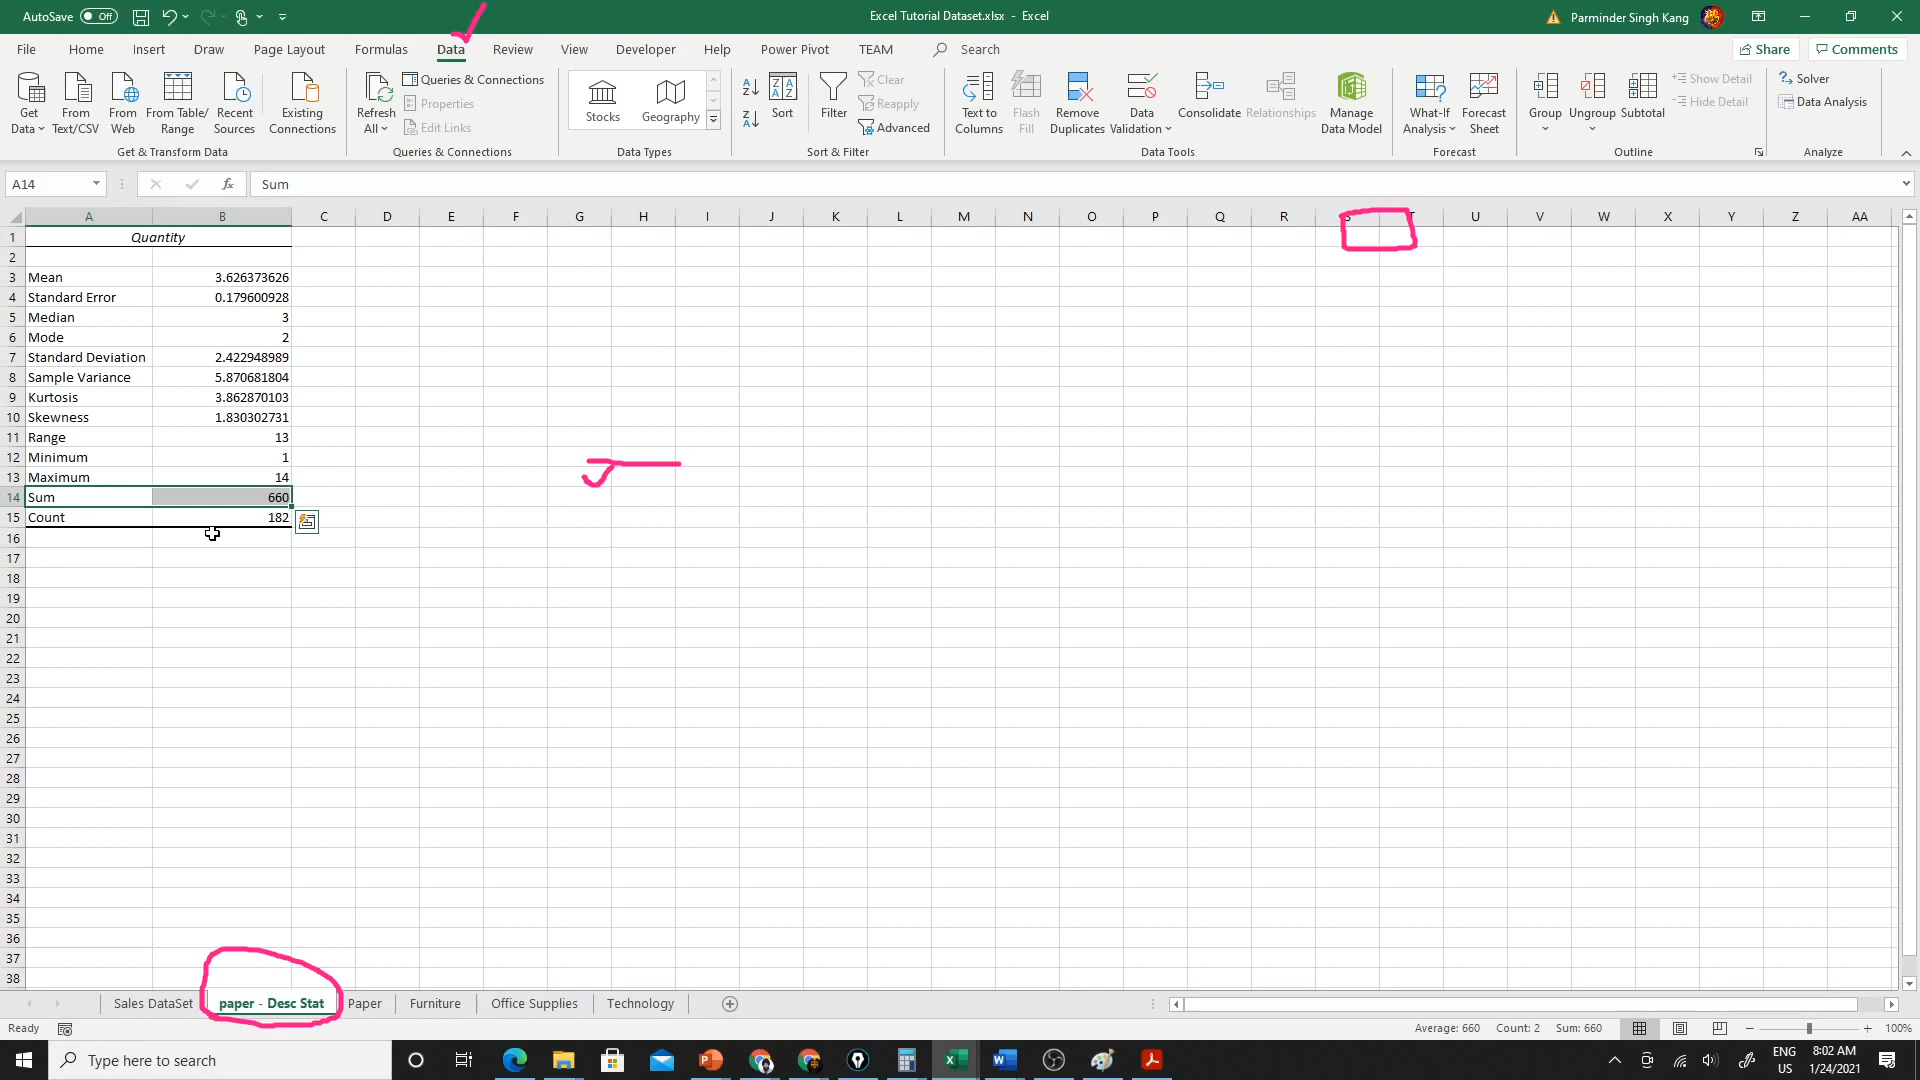 AutoSave Off Excel Tutorial Dataset.xlsx - Excel Parminder Singh Kang
File Home Insert Draw Page Layout Formulas Data Review View Developer Help Power Pivot TEAM Search Share Comments
Get Data From Text/CSV From Web From Table/ Range Recent Sources Existing Connections
Get & Transform Data
Refresh All Queries & Connections Properties Edit Links
Queries & Connections
Stocks Geography
Data Types
Sort Filter Clear Reapply Advanced
Sort & Filter
Text to Columns Flash Fill Remove Duplicates Data Validation Consolidate Relationships Manage Data Model
Data Tools
What-If Analysis Forecast Sheet
Forecast
Group Ungroup Subtotal Show Detail Hide Detail
Outline
Solver Data Analysis
Analyze
A14 fx Sum
A B C D E F G H I J K L M N O P Q R S T U V W X Y Z AA
1 Quantity
2
3 Mean 3.626373626
4 Standard Error 0.179600928
5 Median 3
6 Mode 2
7 Standard Deviation 2.422948989
8 Sample Variance 5.870681804
9 Kurtosis 3.862870103
10 Skewness 1.830302731
11 Range 13
12 Minimum 1
13 Maximum 14
14 Sum 660
15 Count 182
16
17
18
19
20
21
22
23
24
25
26
27
28
29
30
31
32
33
34
35
36
37
38
Sales DataSet paper - Desc Stat Paper Furniture Office Supplies Technology
Ready Average: 660 Count: 2 Sum: 660 100%
Type here to search ENG US 8:02 AM 1/24/2021